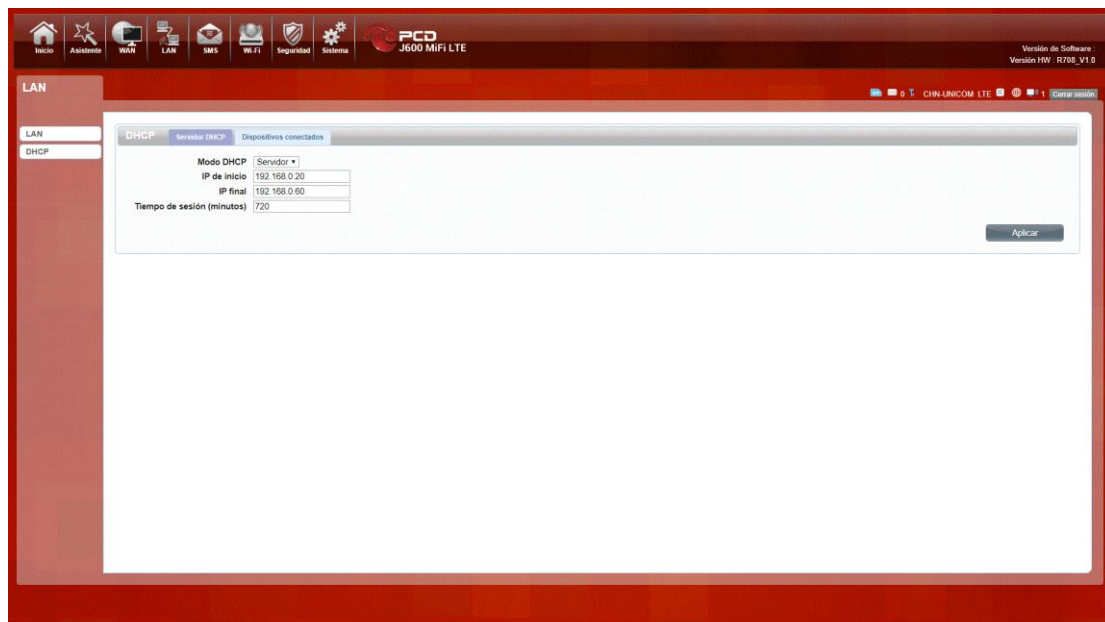 Inicio
Asistente
WAN
LAN
SMS
Wi-Fi
Seguridad
Sistema
PCD
J600 MiFi LTE
Versión de Software :
Versión HW : R708_V1.0
LAN
0 CHN-UNICOM LTE 1 Cerrar sesión
LAN
DHCP
DHCP Servidor DHCP Dispositivos conectados
Modo DHCP Servidor
IP de inicio 192.168.0.20
IP final 192.168.0.60
Tiempo de sesión (minutos) 720
Aplicar